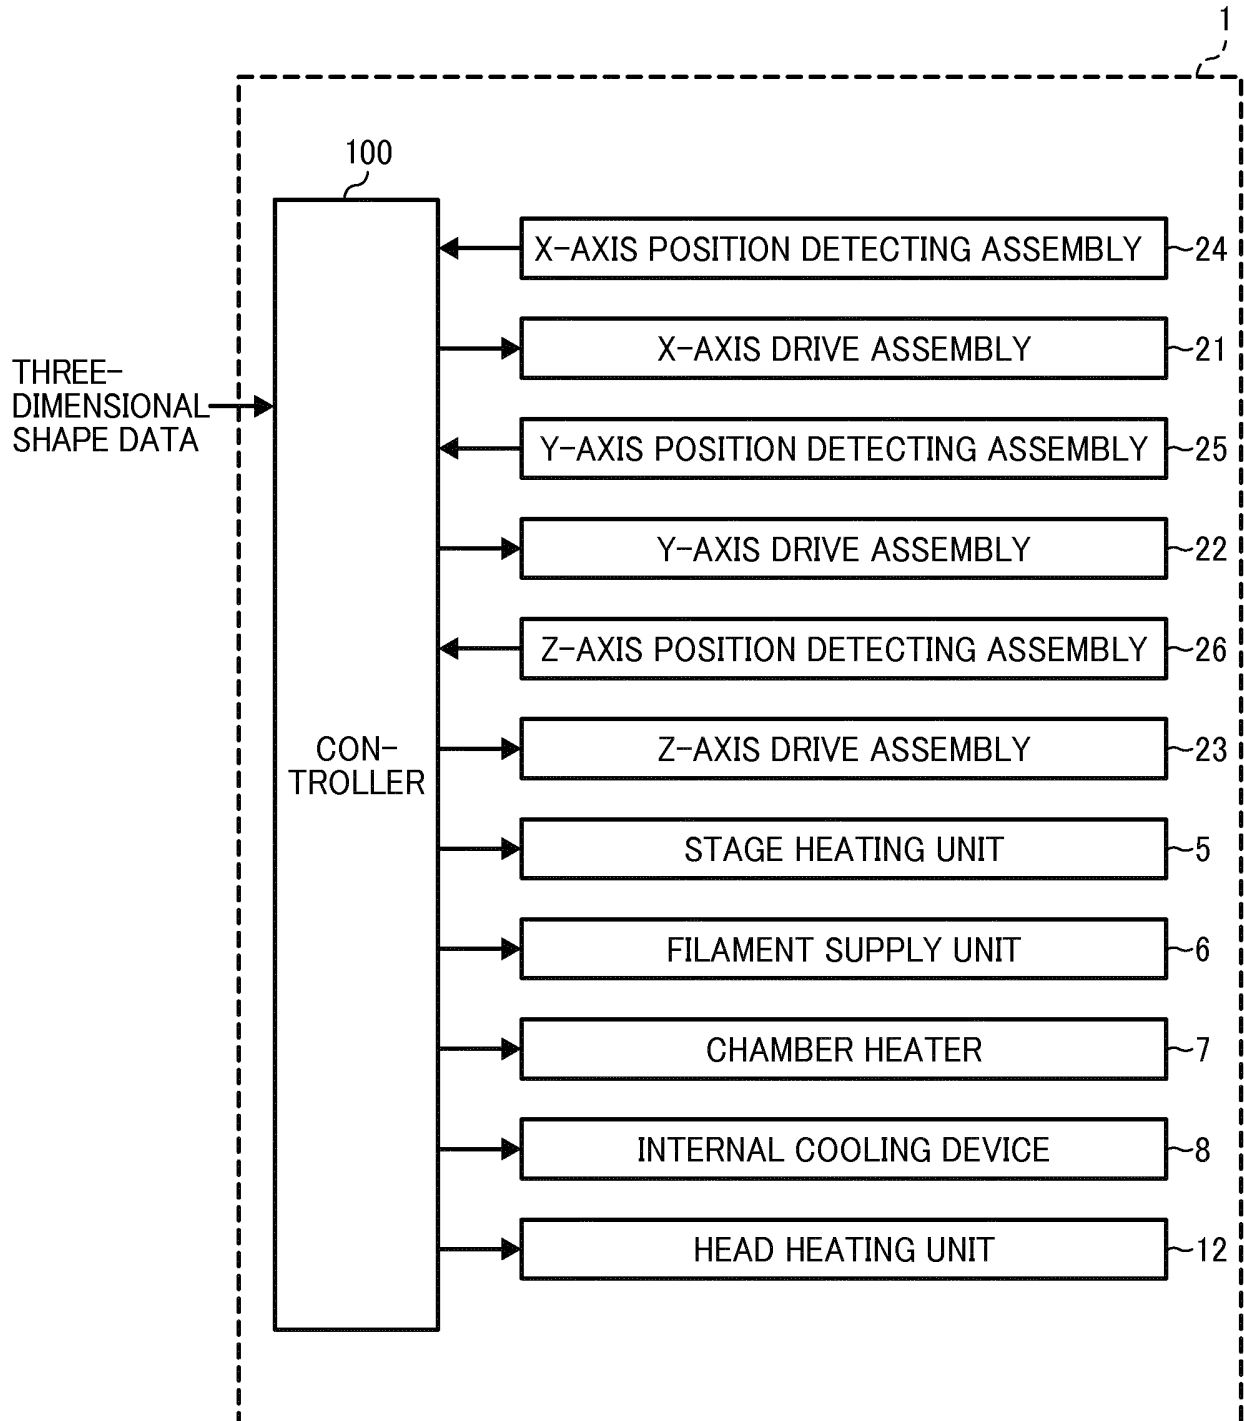 1
100
X-AXIS POSITION DETECTING ASSEMBLY 24
X-AXIS DRIVE ASSEMBLY 21
THREE-
DIMENSIONAL
SHAPE DATA
Y-AXIS POSITION DETECTING ASSEMBLY 25
Y-AXIS DRIVE ASSEMBLY 22
Z-AXIS POSITION DETECTING ASSEMBLY 26
CON-
TROLLER
Z-AXIS DRIVE ASSEMBLY 23
STAGE HEATING UNIT 5
FILAMENT SUPPLY UNIT 6
CHAMBER HEATER 7
INTERNAL COOLING DEVICE 8
HEAD HEATING UNIT 12